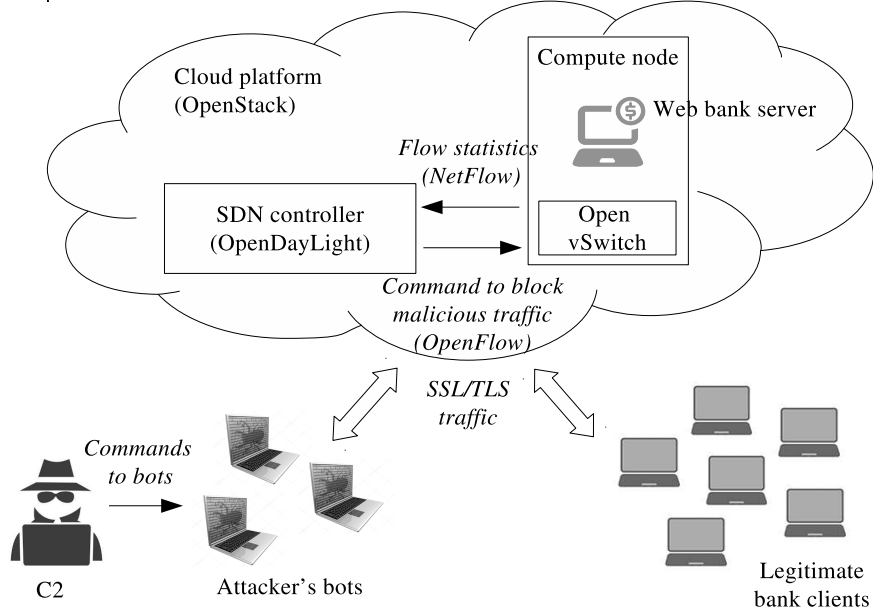 Cloud platform
(OpenStack)
Compute node
Web bank server
Flow statistics
(NetFlow)
SDN controller
(OpenDayLight)
Open
vSwitch
Command to block
malicious traffic
(OpenFlow)
SSL/TLS
traffic
Commands
to bots
C2
Attacker's bots
Legitimate
bank clients